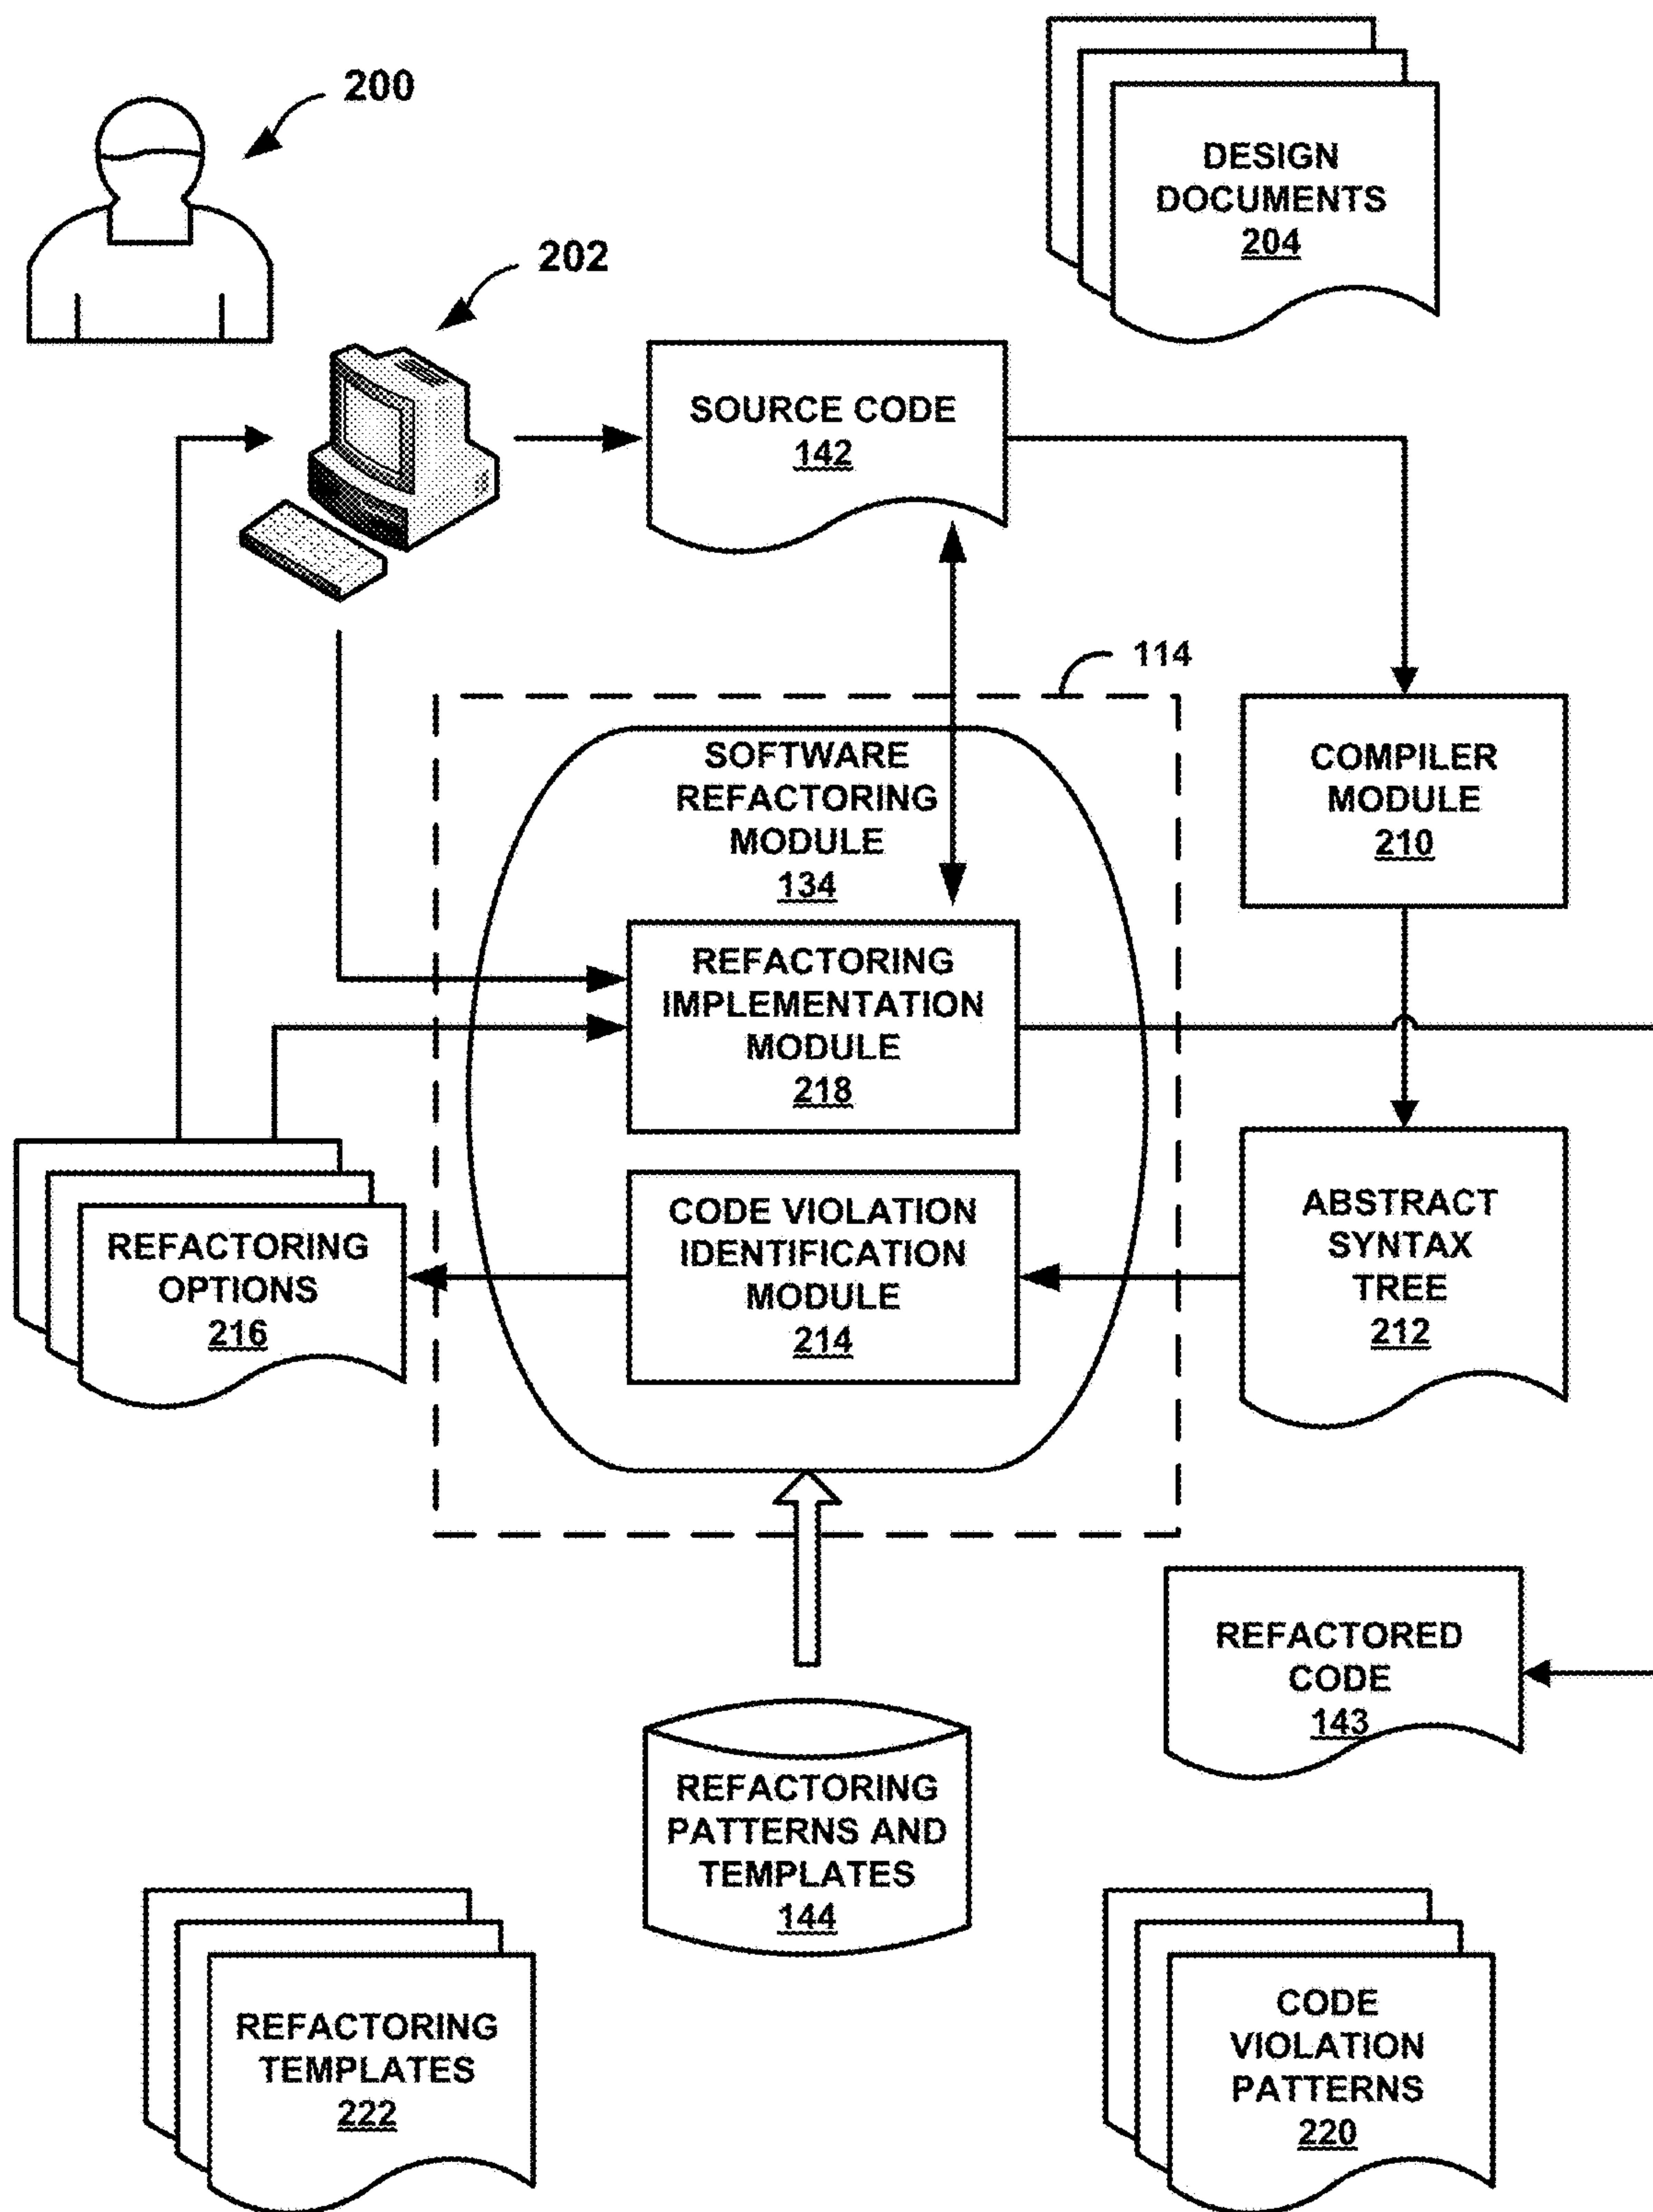 200
DESIGN
DOCUMENTS
204
202
SOURCE CODE
142
114
SOFTWARE
REFACTORING
MODULE
134
COMPILER
MODULE
210
REFACTORING
IMPLEMENTATION
MODULE
218
ABSTRACT
SYNTAX
TREE
212
CODE VIOLATION
IDENTIFICATION
MODULE
214
REFACTORING
OPTIONS
216
REFACTORED
CODE
143
REFACTORING
PATTERNS AND
TEMPLATES
144
REFACTORING
TEMPLATES
222
CODE
VIOLATION
PATTERNS
220